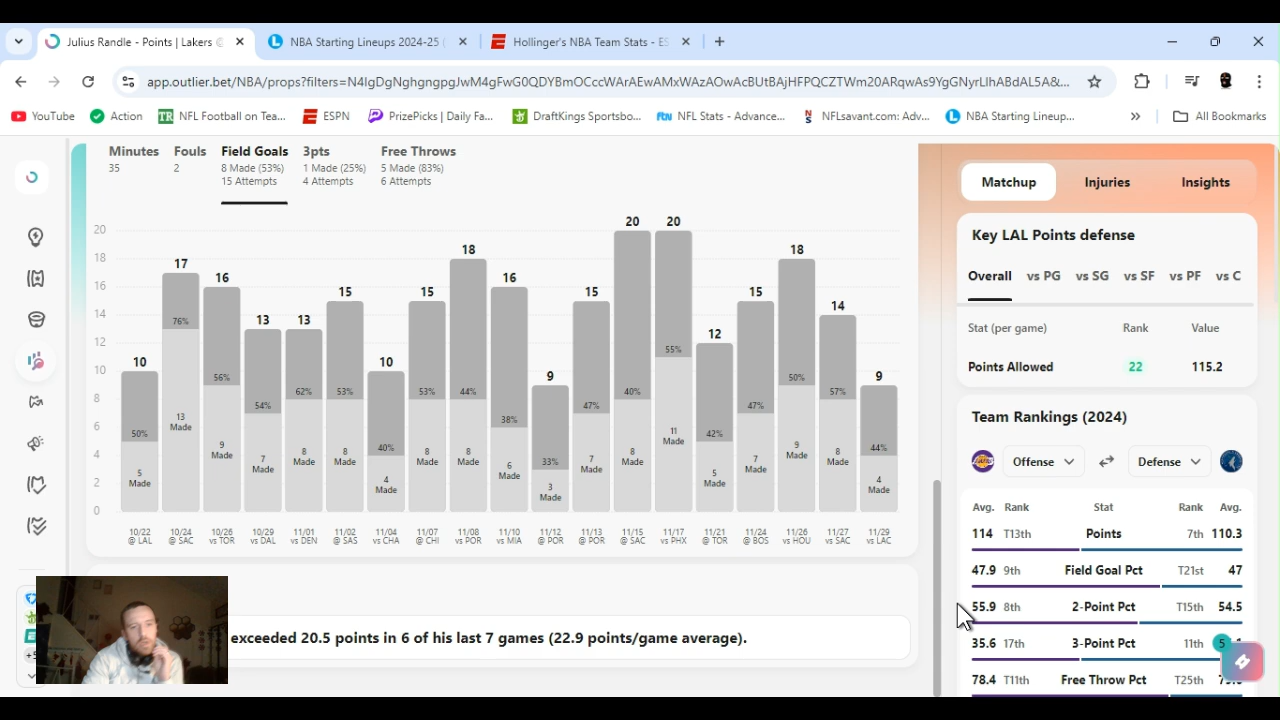 Julius Randle - Points | Lakers
NBA Starting Lineups 2024-25
Hollinger's NBA Team Stats - ES
app.outlier.bet/NBA/props?filters=N4IgDgNghgngpgJwM4gFwG0QDYBmOCccWArAEwAMxWAzAOwAcBUtBAjHFPQCZTWm20ARqwAs9YgGNyrLIhABdAL5A&...
YouTube Action NFL Football on Tea... ESPN PrizePicks | Daily Fa... DraftKings Sportsbo... NFL Stats - Advance... NFLsavant.com: Adv... NBA Starting Lineup... » All Bookmarks
Minutes Fouls Field Goals 3pts Free Throws
35 2 8 Made (53%) 1 Made (25%) 5 Made (83%)
15 Attempts 4 Attempts 6 Attempts
20
18
16
14
12
10
8
6
4
2
0
10 17 16 13 13 15 10 15 18 16 9 15 20 20 12 15 18 14 9
50% 76% 56% 54% 62% 53% 40% 53% 44% 38% 33% 47% 40% 55% 42% 47% 50% 57% 44%
5 13 9 7 8 8 4 8 8 6 3 7 8 11 5 7 9 8 4
Made Made Made Made Made Made Made Made Made Made Made Made Made Made Made Made Made Made Made
10/22 10/24 10/26 10/29 11/01 11/02 11/04 11/07 11/08 11/10 11/12 11/13 11/15 11/17 11/21 11/24 11/26 11/27 11/29
@ LAL @ SAC vs TOR vs DAL vs DEN @ SAS vs CHA @ CHI vs POR vs MIA @ POR @ POR @ SAC vs PHX @ TOR @ BOS vs HOU vs SAC vs LAC
exceeded 20.5 points in 6 of his last 7 games (22.9 points/game average).
Matchup Injuries Insights
Key LAL Points defense
Overall vs PG vs SG vs SF vs PF vs C
Stat (per game) Rank Value
Points Allowed 22 115.2
Team Rankings (2024)
Offense Defense
Avg. Rank Stat Rank Avg.
114 T13th Points 7th 110.3
47.9 9th Field Goal Pct T21st 47
55.9 8th 2-Point Pct T15th 54.5
35.6 17th 3-Point Pct 11th
78.4 T11th Free Throw Pct T25th